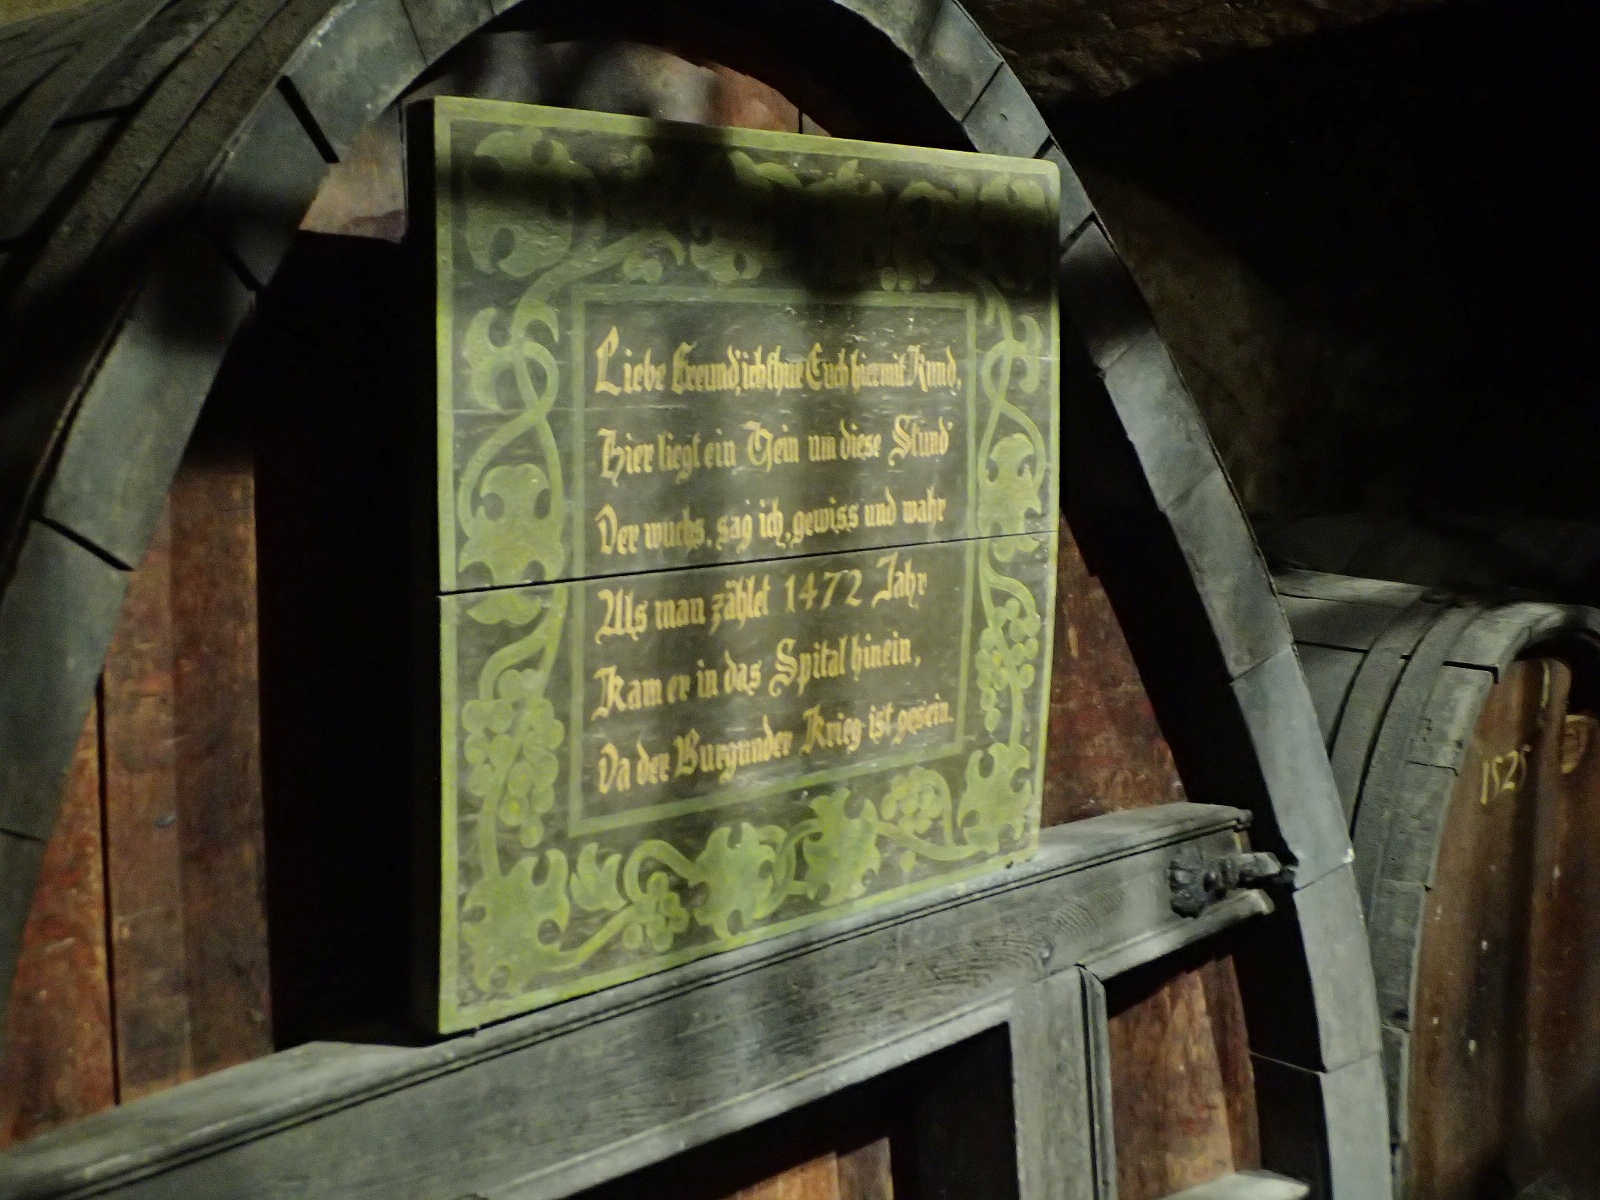 Liebe Freund, ich thue Euch hiermit Kund,
Hier liegt ein Wein um diese Stund'
Der wuchs, sag ich, gewiss und wahr
Als man zählet 1472 Jahr
Kam er in das Spital hinein,
Da der Burgunder Krieg ist gesein.
1525